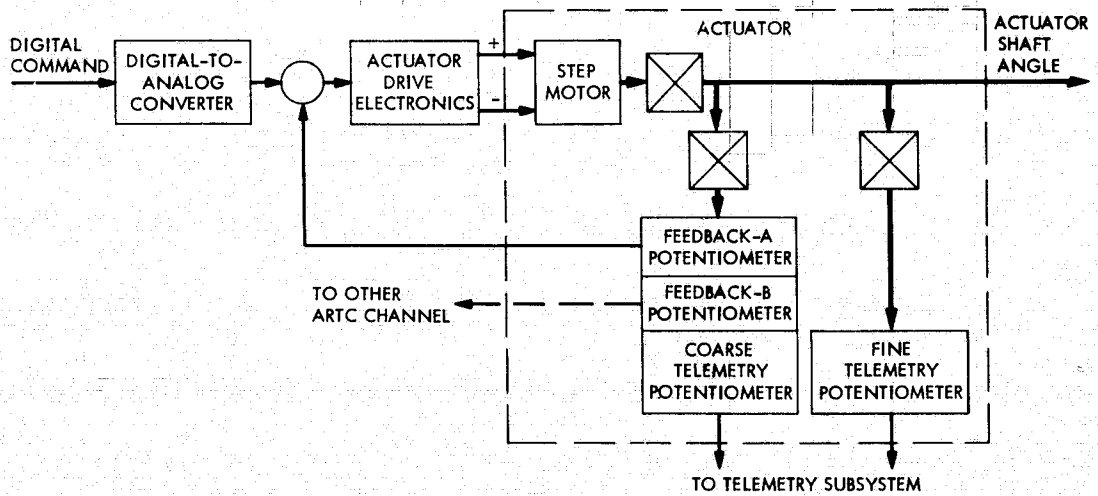 ACTUATOR
ACTUATOR
SHAFT
ANGLE
DIGITAL
COMMAND
DIGITAL-TO-
ANALOG
CONVERTER
ACTUATOR
DRIVE
ELECTRONICS
+
-
STEP
MOTOR
FEEDBACK-A
POTENTIOMETER
TO OTHER
ARTC CHANNEL
FEEDBACK-B
POTENTIOMETER
COARSE
TELEMETRY
POTENTIOMETER
FINE
TELEMETRY
POTENTIOMETER
TO TELEMETRY SUBSYSTEM